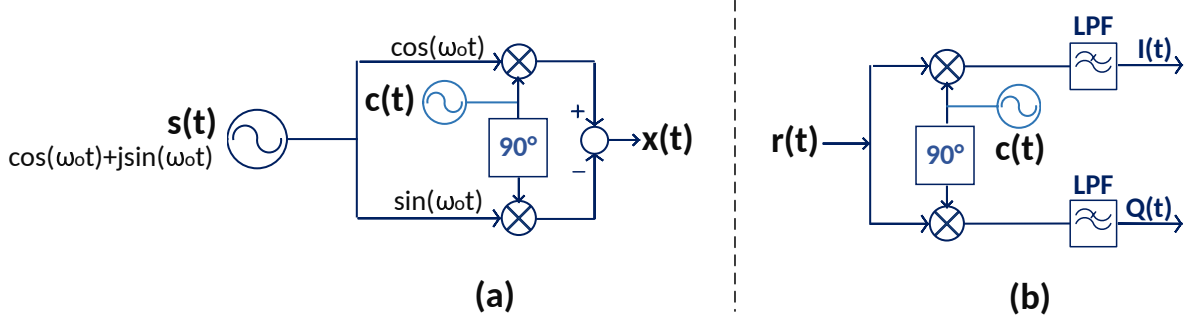 cos(ω₀t)
c(t)
s(t)
cos(ω₀t)+jsin(ω₀t)
90°
+
−
x(t)
sin(ω₀t)
(a)
LPF
I(t)
r(t)
90°
c(t)
LPF
Q(t)
(b)